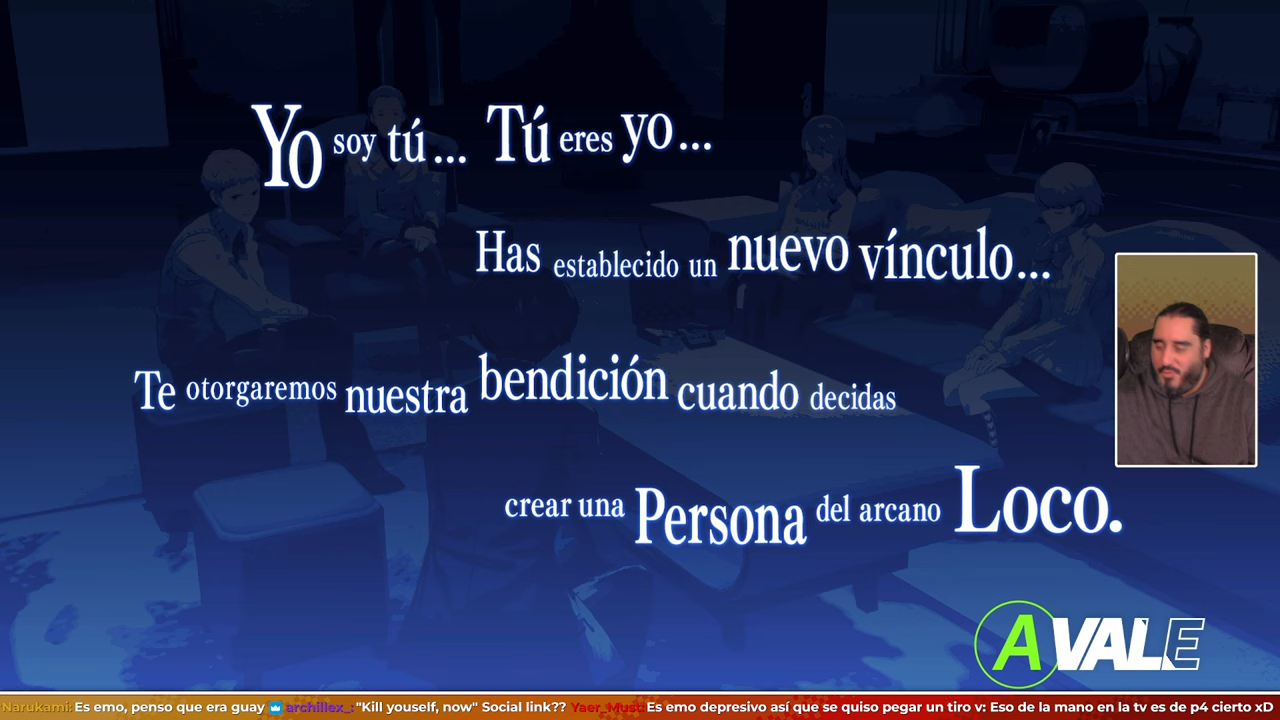 Yo soy tú... Tú eres yo...
Has establecido un nuevo vínculo...
Te otorgaremos nuestra bendición cuando decidas
crear una Persona del arcano Loco.
AVALE
Narukami: Es emo, penso que era guay archillex_: "Kill youself, now" Social link?? Yaer_Must: Es emo depresivo así que se quiso pegar un tiro v: Eso de la mano en la tv es de p4 cierto xD